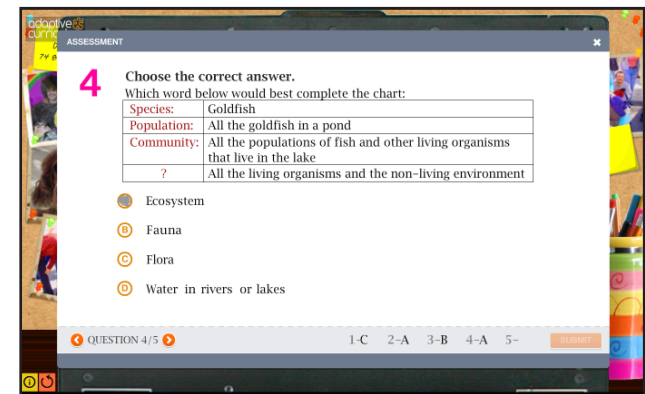 adaptive
curric
74 8
ASSESSMENT
4
Choose the correct answer.
Which word below would best complete the chart:
Species: Goldfish
Population: All the goldfish in a pond
Community: All the populations of fish and other living organisms
that live in the lake
? All the living organisms and the non-living environment
Ecosystem
B Fauna
C Flora
D Water in rivers or lakes
QUESTION 4/5 1-C 2-A 3-B 4-A 5-
SUBMIT